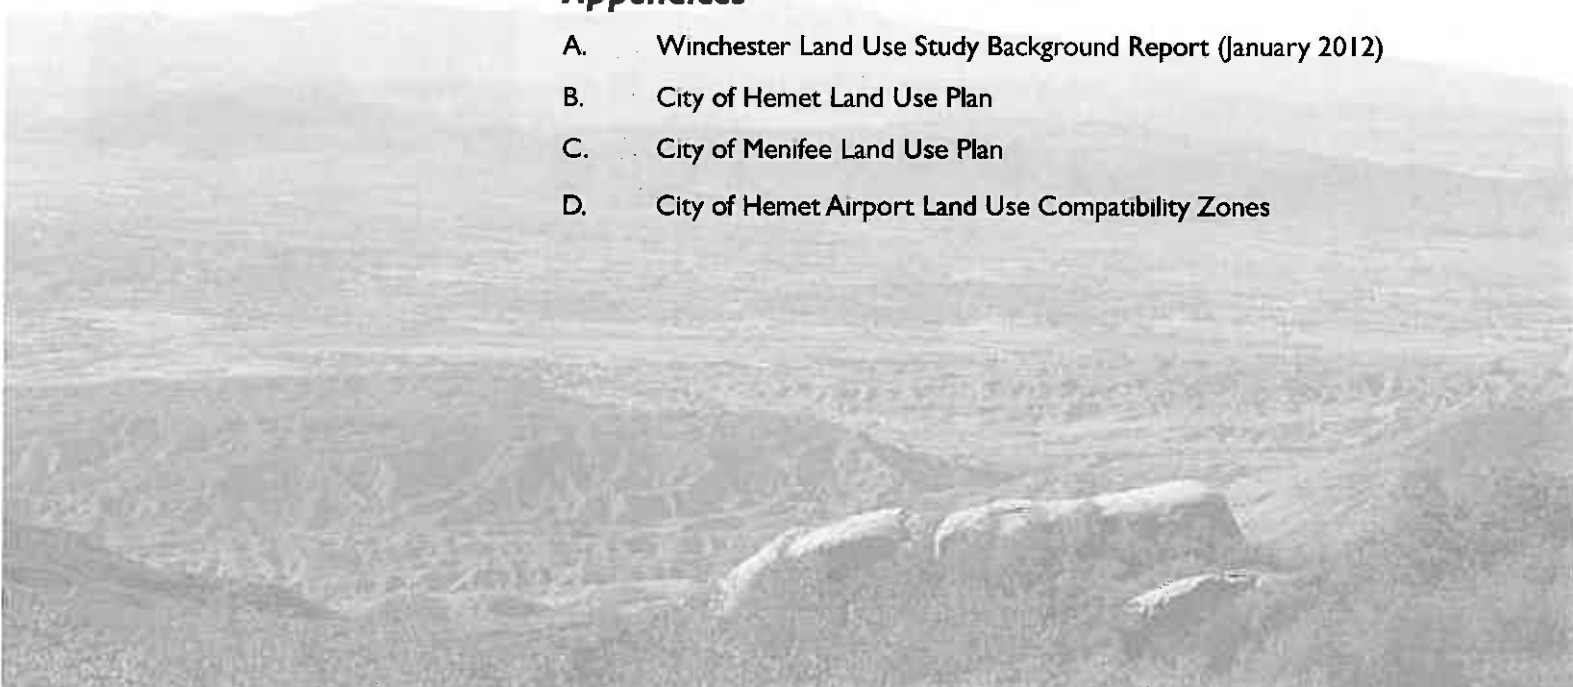 Appendices
A. Winchester Land Use Study Background Report (January 2012)
B. City of Hemet Land Use Plan
C. City of Menifee Land Use Plan
D. City of Hemet Airport Land Use Compatibility Zones